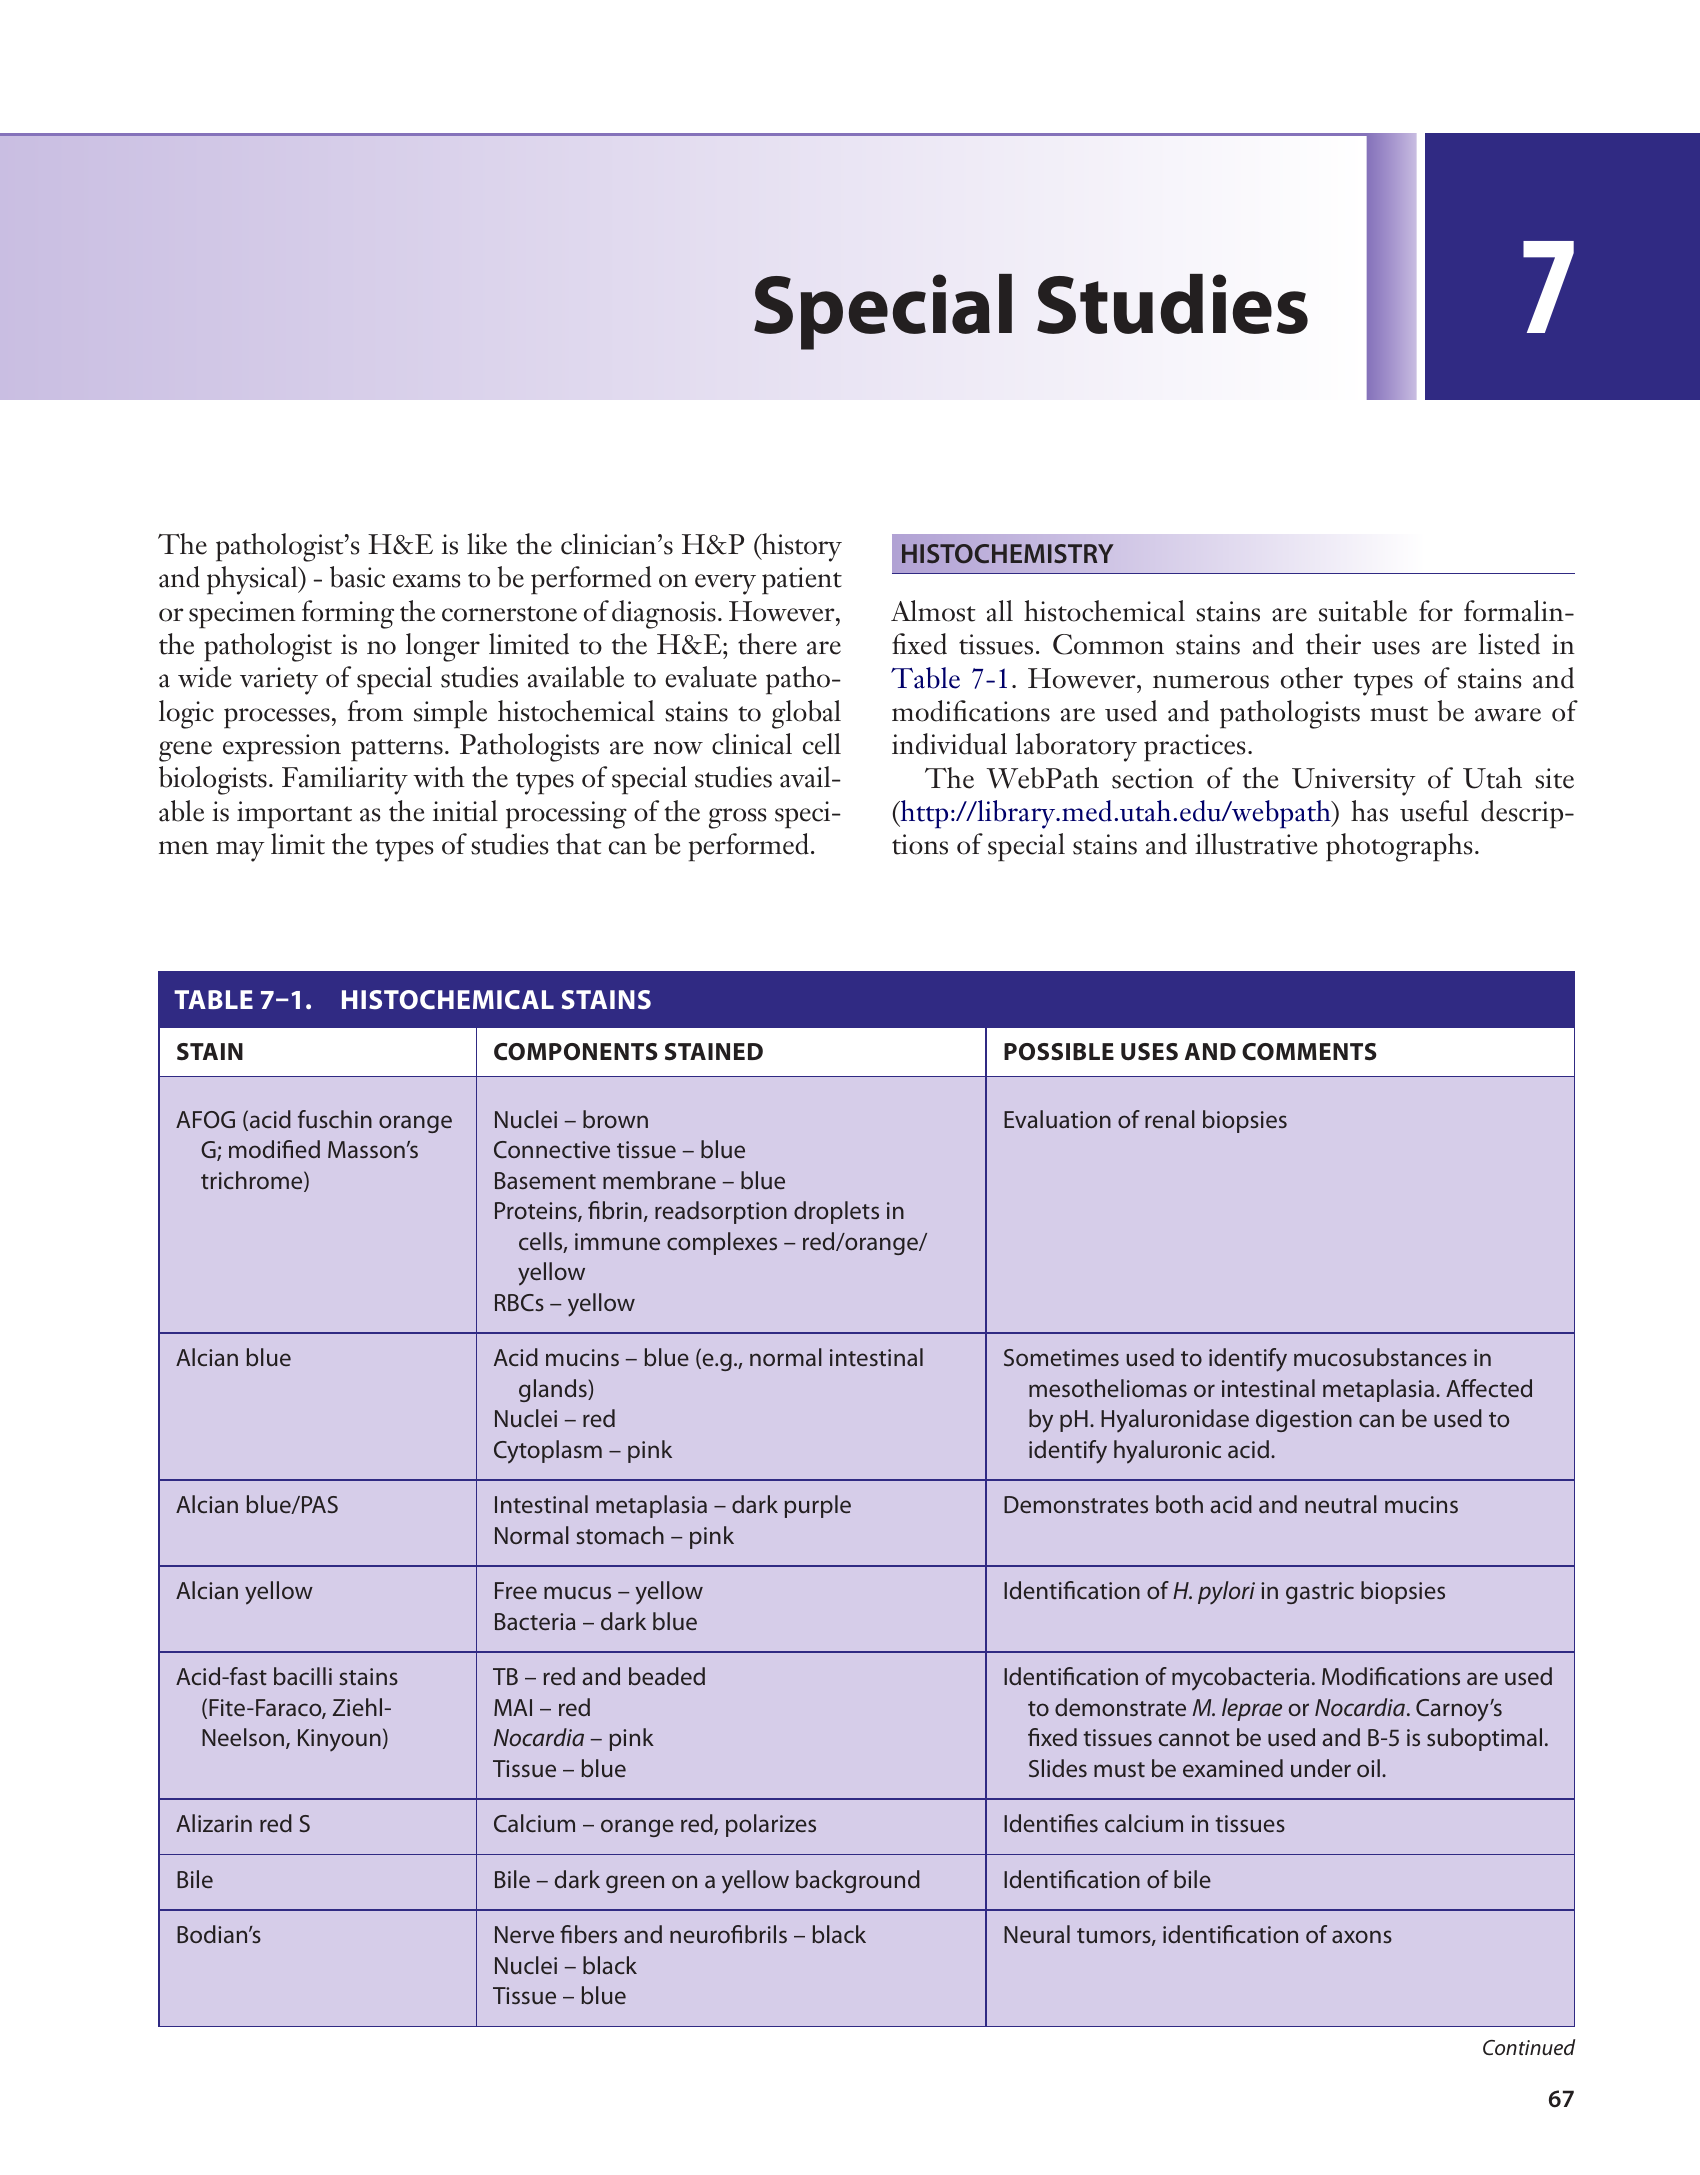 Special Studies
7
The pathologist's H&E is like the clinician's H&P (history
and physical) - basic exams to be performed on every patient
or specimen forming the cornerstone of diagnosis. However,
the pathologist is no longer limited to the H&E; there are
a wide variety of special studies available to evaluate patho-
logic processes, from simple histochemical stains to global
gene expression patterns. Pathologists are now clinical cell
biologists. Familiarity with the types of special studies avail-
able is important as the initial processing of the gross speci-
men may limit the types of studies that can be performed.
HISTOCHEMISTRY
Almost all histochemical stains are suitable for formalin-
fixed tissues. Common stains and their uses are listed in
Table 7-1. However, numerous other types of stains and
modifications are used and pathologists must be aware of
individual laboratory practices.
The WebPath section of the University of Utah site
(http://library.med.utah.edu/webpath) has useful descrip-
tions of special stains and illustrative photographs.
TABLE 7–1. HISTOCHEMICAL STAINS
STAIN
COMPONENTS STAINED
POSSIBLE USES AND COMMENTS
AFOG (acid fuschin orange
G; modified Masson's
trichrome)
Nuclei – brown
Connective tissue – blue
Basement membrane – blue
Proteins, fibrin, readsorption droplets in
cells, immune complexes – red/orange/
yellow
RBCs – yellow
Evaluation of renal biopsies
Alcian blue
Acid mucins – blue (e.g., normal intestinal
glands)
Nuclei – red
Cytoplasm – pink
Sometimes used to identify mucosubstances in
mesotheliomas or intestinal metaplasia. Affected
by pH. Hyaluronidase digestion can be used to
identify hyaluronic acid.
Alcian blue/PAS
Intestinal metaplasia – dark purple
Normal stomach – pink
Demonstrates both acid and neutral mucins
Alcian yellow
Free mucus – yellow
Bacteria – dark blue
Identification of H. pylori in gastric biopsies
Acid-fast bacilli stains
(Fite-Faraco, Ziehl-
Neelson, Kinyoun)
TB – red and beaded
MAI – red
Nocardia – pink
Tissue – blue
Identification of mycobacteria. Modifications are used
to demonstrate M. leprae or Nocardia. Carnoy's
fixed tissues cannot be used and B-5 is suboptimal.
Slides must be examined under oil.
Alizarin red S
Calcium – orange red, polarizes
Identifies calcium in tissues
Bile
Bile – dark green on a yellow background
Identification of bile
Bodian's
Nerve fibers and neurofibrils – black
Nuclei – black
Tissue – blue
Neural tumors, identification of axons
Continued
67